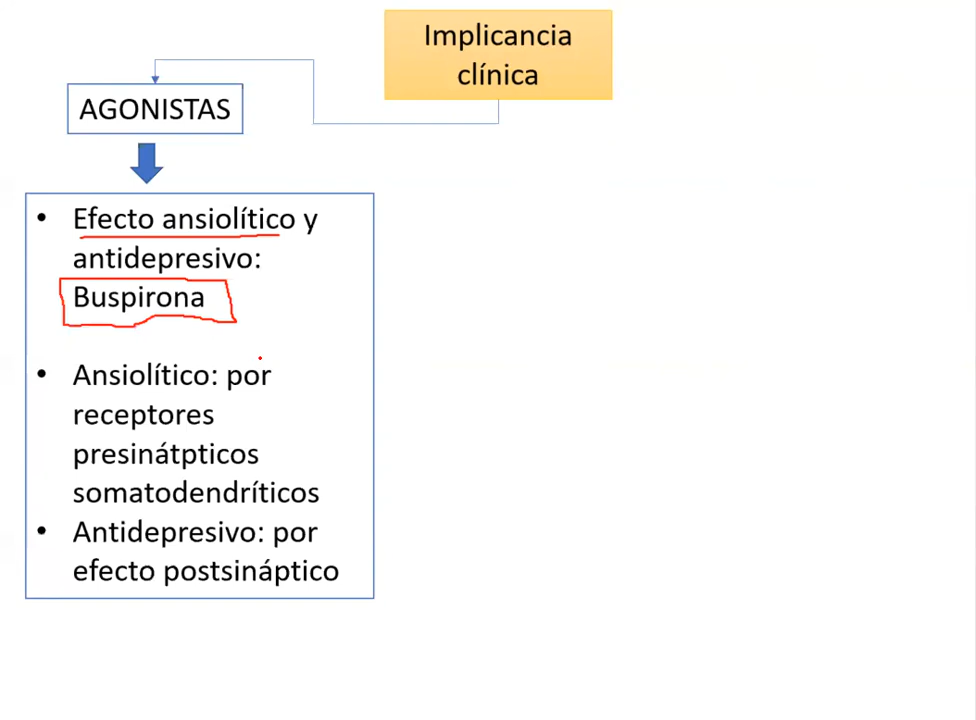 Implicancia
clínica
AGONISTAS
• Efecto ansiolítico y
antidepresivo:
Buspirona
• Ansiolítico: por
receptores
presinátpticos
somatodendríticos
• Antidepresivo: por
efecto postsináptico